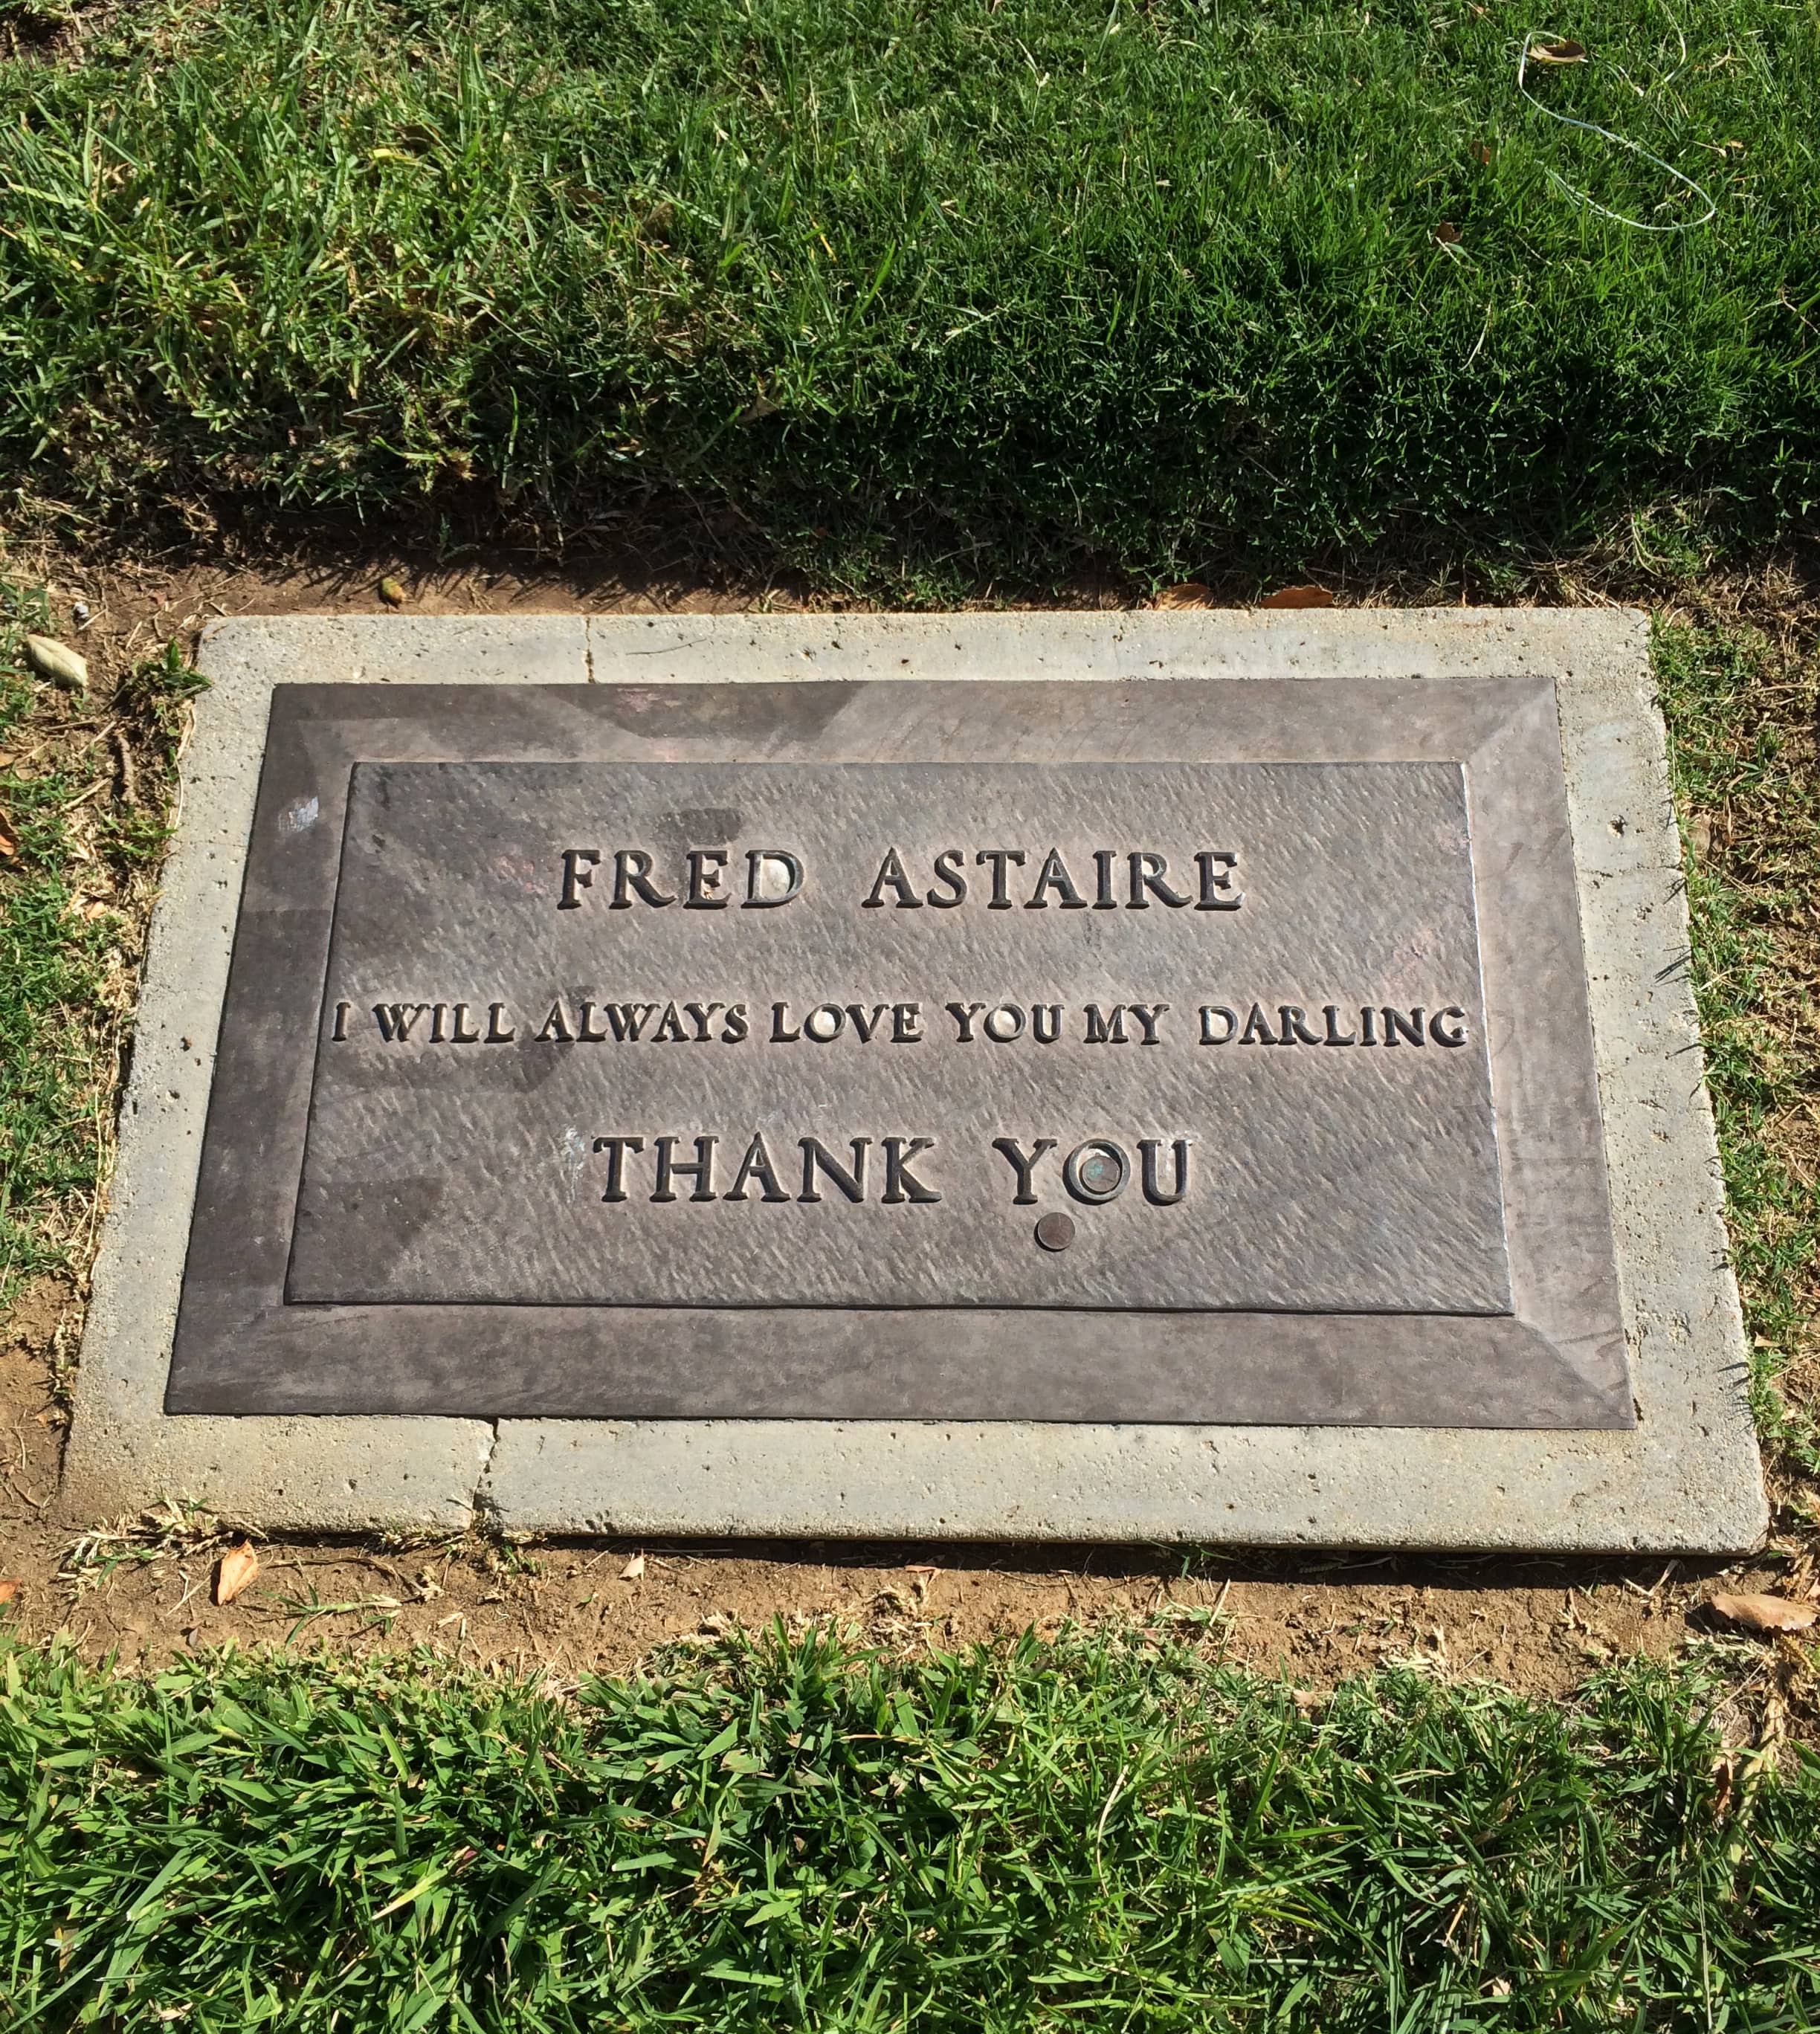 FRED ASTAIRE
I WILL ALWAYS LOVE YOU MY DARLING
THANK YOU